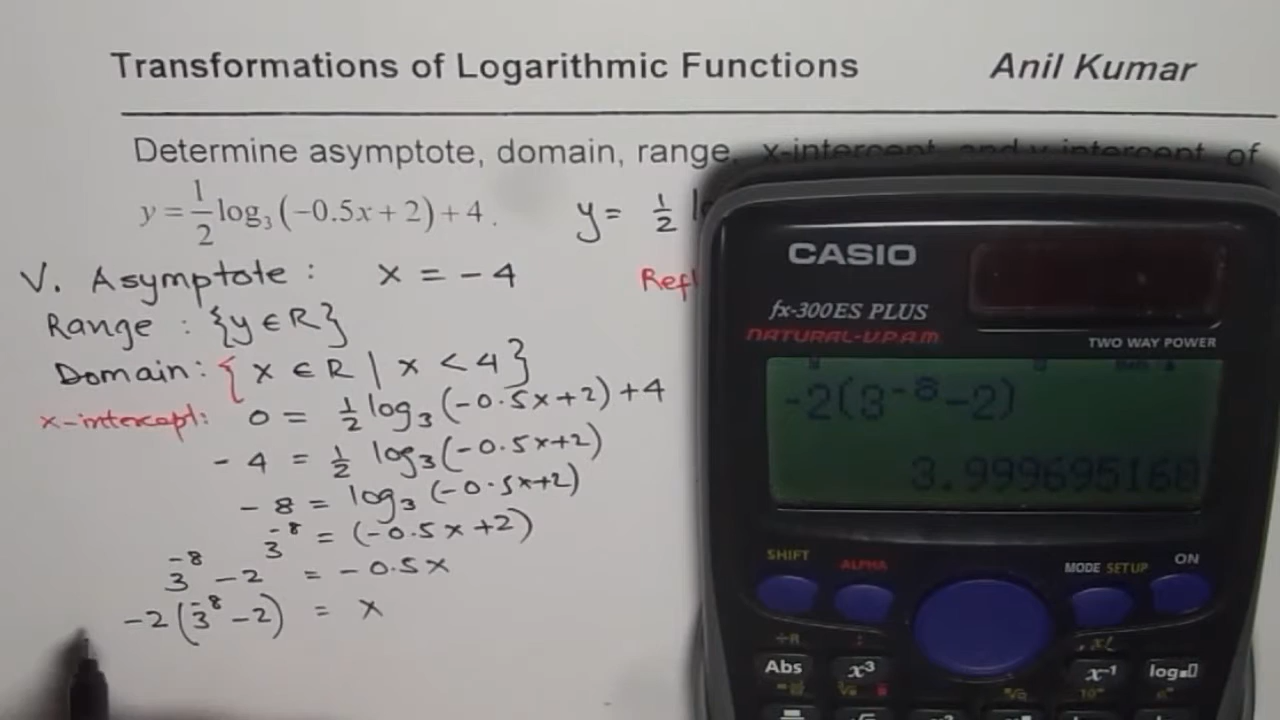 Transformations of Logarithmic Functions Anil Kumar
Determine asymptote, domain, range, x-intercept and y-intercept of
y = 1/2 log₃(−0.5x + 2) + 4. y = 1/2
V. Asymptote : x = -4
Range : {y ∈ R}
Domain: { x ∈ R | x < 4 }
x-intercept: 0 = 1/2 log₃(-0.5x+2) +4
-4 = 1/2 log₃(-0.5x+2)
-8 = log₃(-0.5x+2)
3⁻⁸ = (-0.5x+2)
3⁻⁸ -2 = -0.5x
-2(3⁻⁸ -2) = x
CASIO
fx-300ES PLUS
NATURAL-V.P.A.M.
TWO WAY POWER
-2(3⁻⁸-2)
3.999695168
SHIFT ALPHA MODE SETUP ON
Abs x³ x⁻¹ log▪□